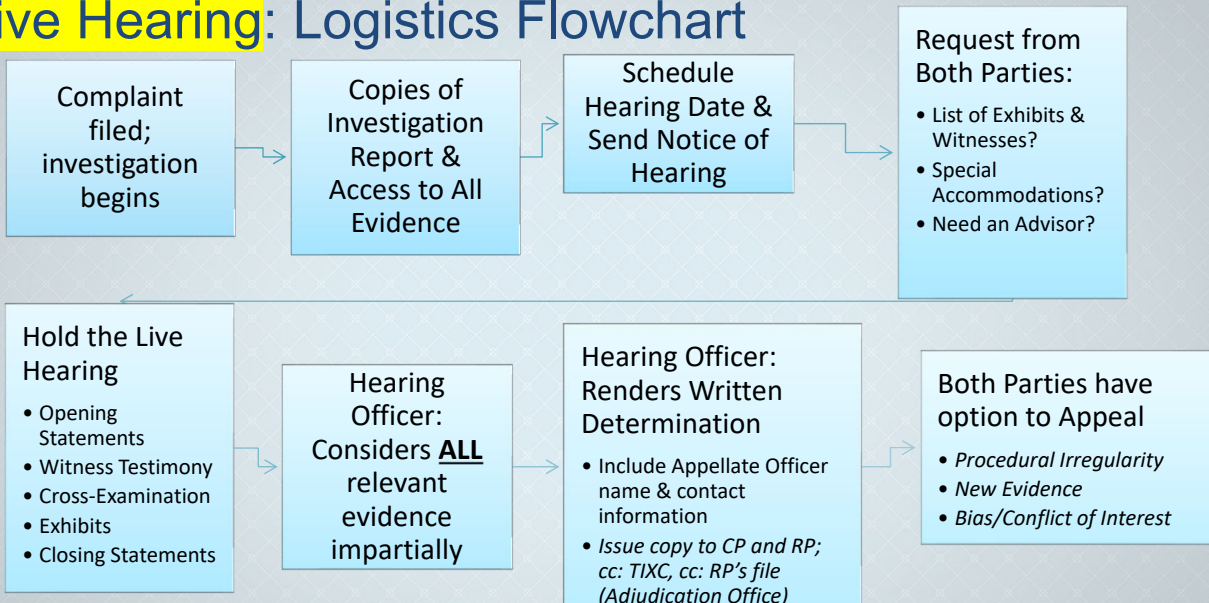 ive Hearing: Logistics Flowchart
Complaint
filed;
investigation
begins
Copies of
Investigation
Report &
Access to All
Evidence
Schedule
Hearing Date &
Send Notice of
Hearing
Request from
Both Parties:
• List of Exhibits &
Witnesses?
• Special
Accommodations?
• Need an Advisor?
Hold the Live
Hearing
• Opening
Statements
• Witness Testimony
• Cross-Examination
• Exhibits
• Closing Statements
Hearing
Officer:
Considers ALL
relevant
evidence
impartially
Hearing Officer:
Renders Written
Determination
• Include Appellate Officer
name & contact
information
• Issue copy to CP and RP;
cc: TIXC, cc: RP’s file
(Adjudication Office)
Both Parties have
option to Appeal
• Procedural Irregularity
• New Evidence
• Bias/Conflict of Interest